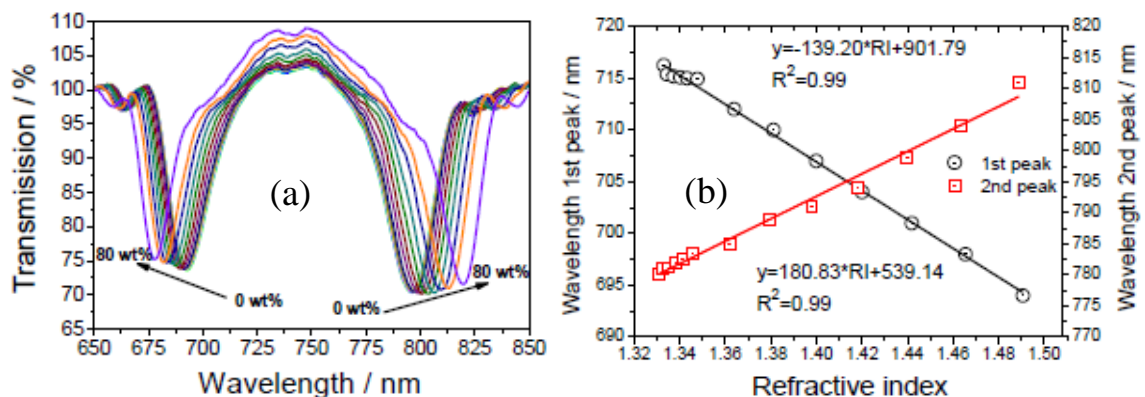 110
105
100
95
90
85
80
75
70
65
Transmisision / %
(a)
80 wt%
0 wt%
0 wt%
80 wt%
650 675 700 725 750 775 800 825 850
Wavelength / nm
720
715
710
705
700
695
690
Wavelength 1st peak / nm
y=-139.20*RI+901.79
R²=0.99
(b)
1st peak
2nd peak
y=180.83*RI+539.14
R²=0.99
820
815
810
805
800
795
790
785
780
775
770
Wavelength 2nd peak / nm
1.32 1.34 1.36 1.38 1.40 1.42 1.44 1.46 1.48 1.50
Refractive index